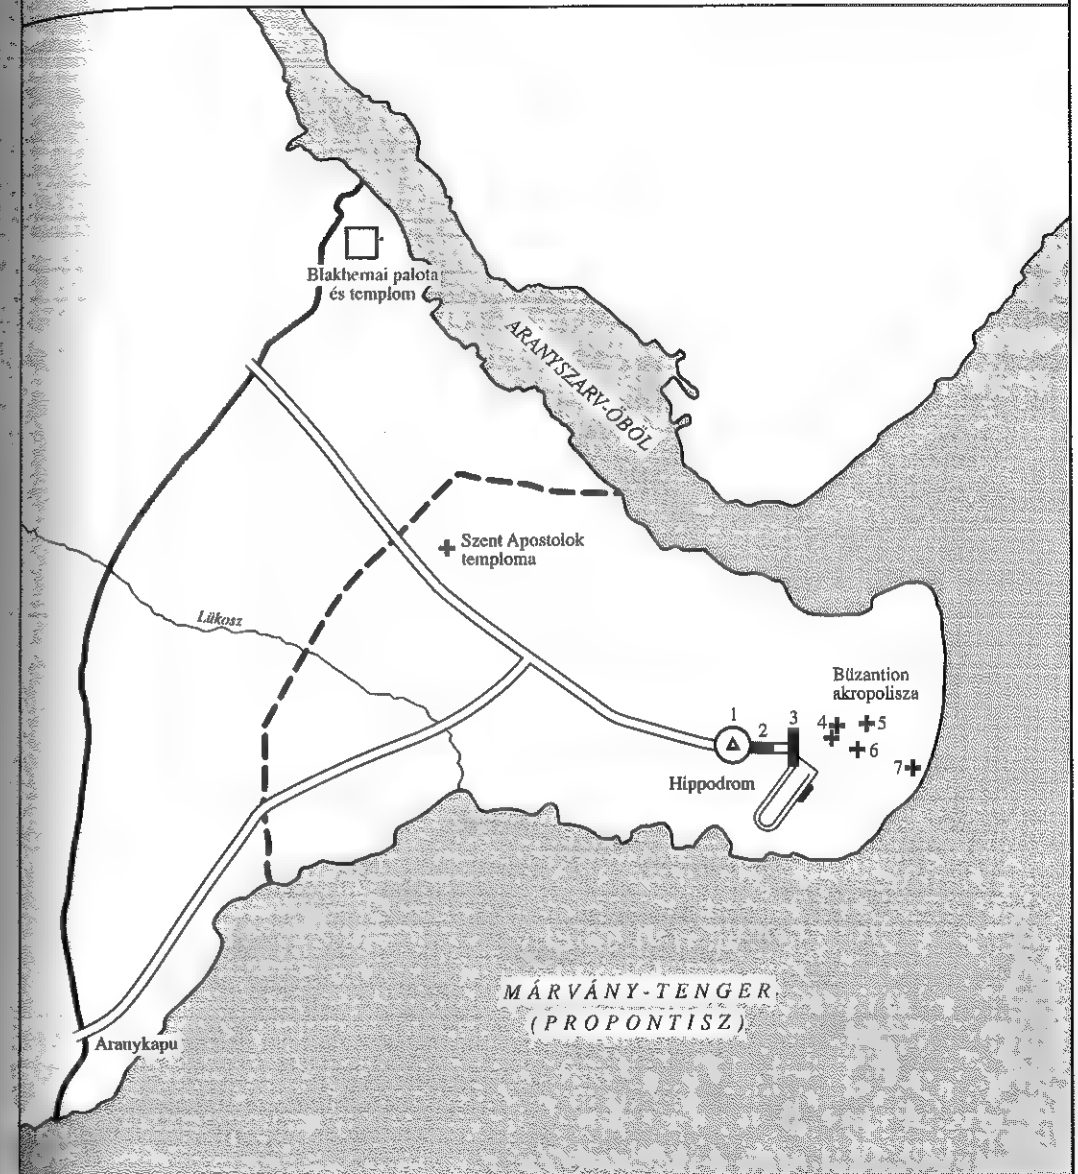 Blakhernai palota
és templom
ARANYSZARV-ÖBÖL
Szent Apostolok
temploma
Lükosz
Büzantion
akropolisza
1
2
3
4
5
6
7
Hippodrom
MÁRVÁNY-TENGER
(PROPONTISZ)
Aranykapu